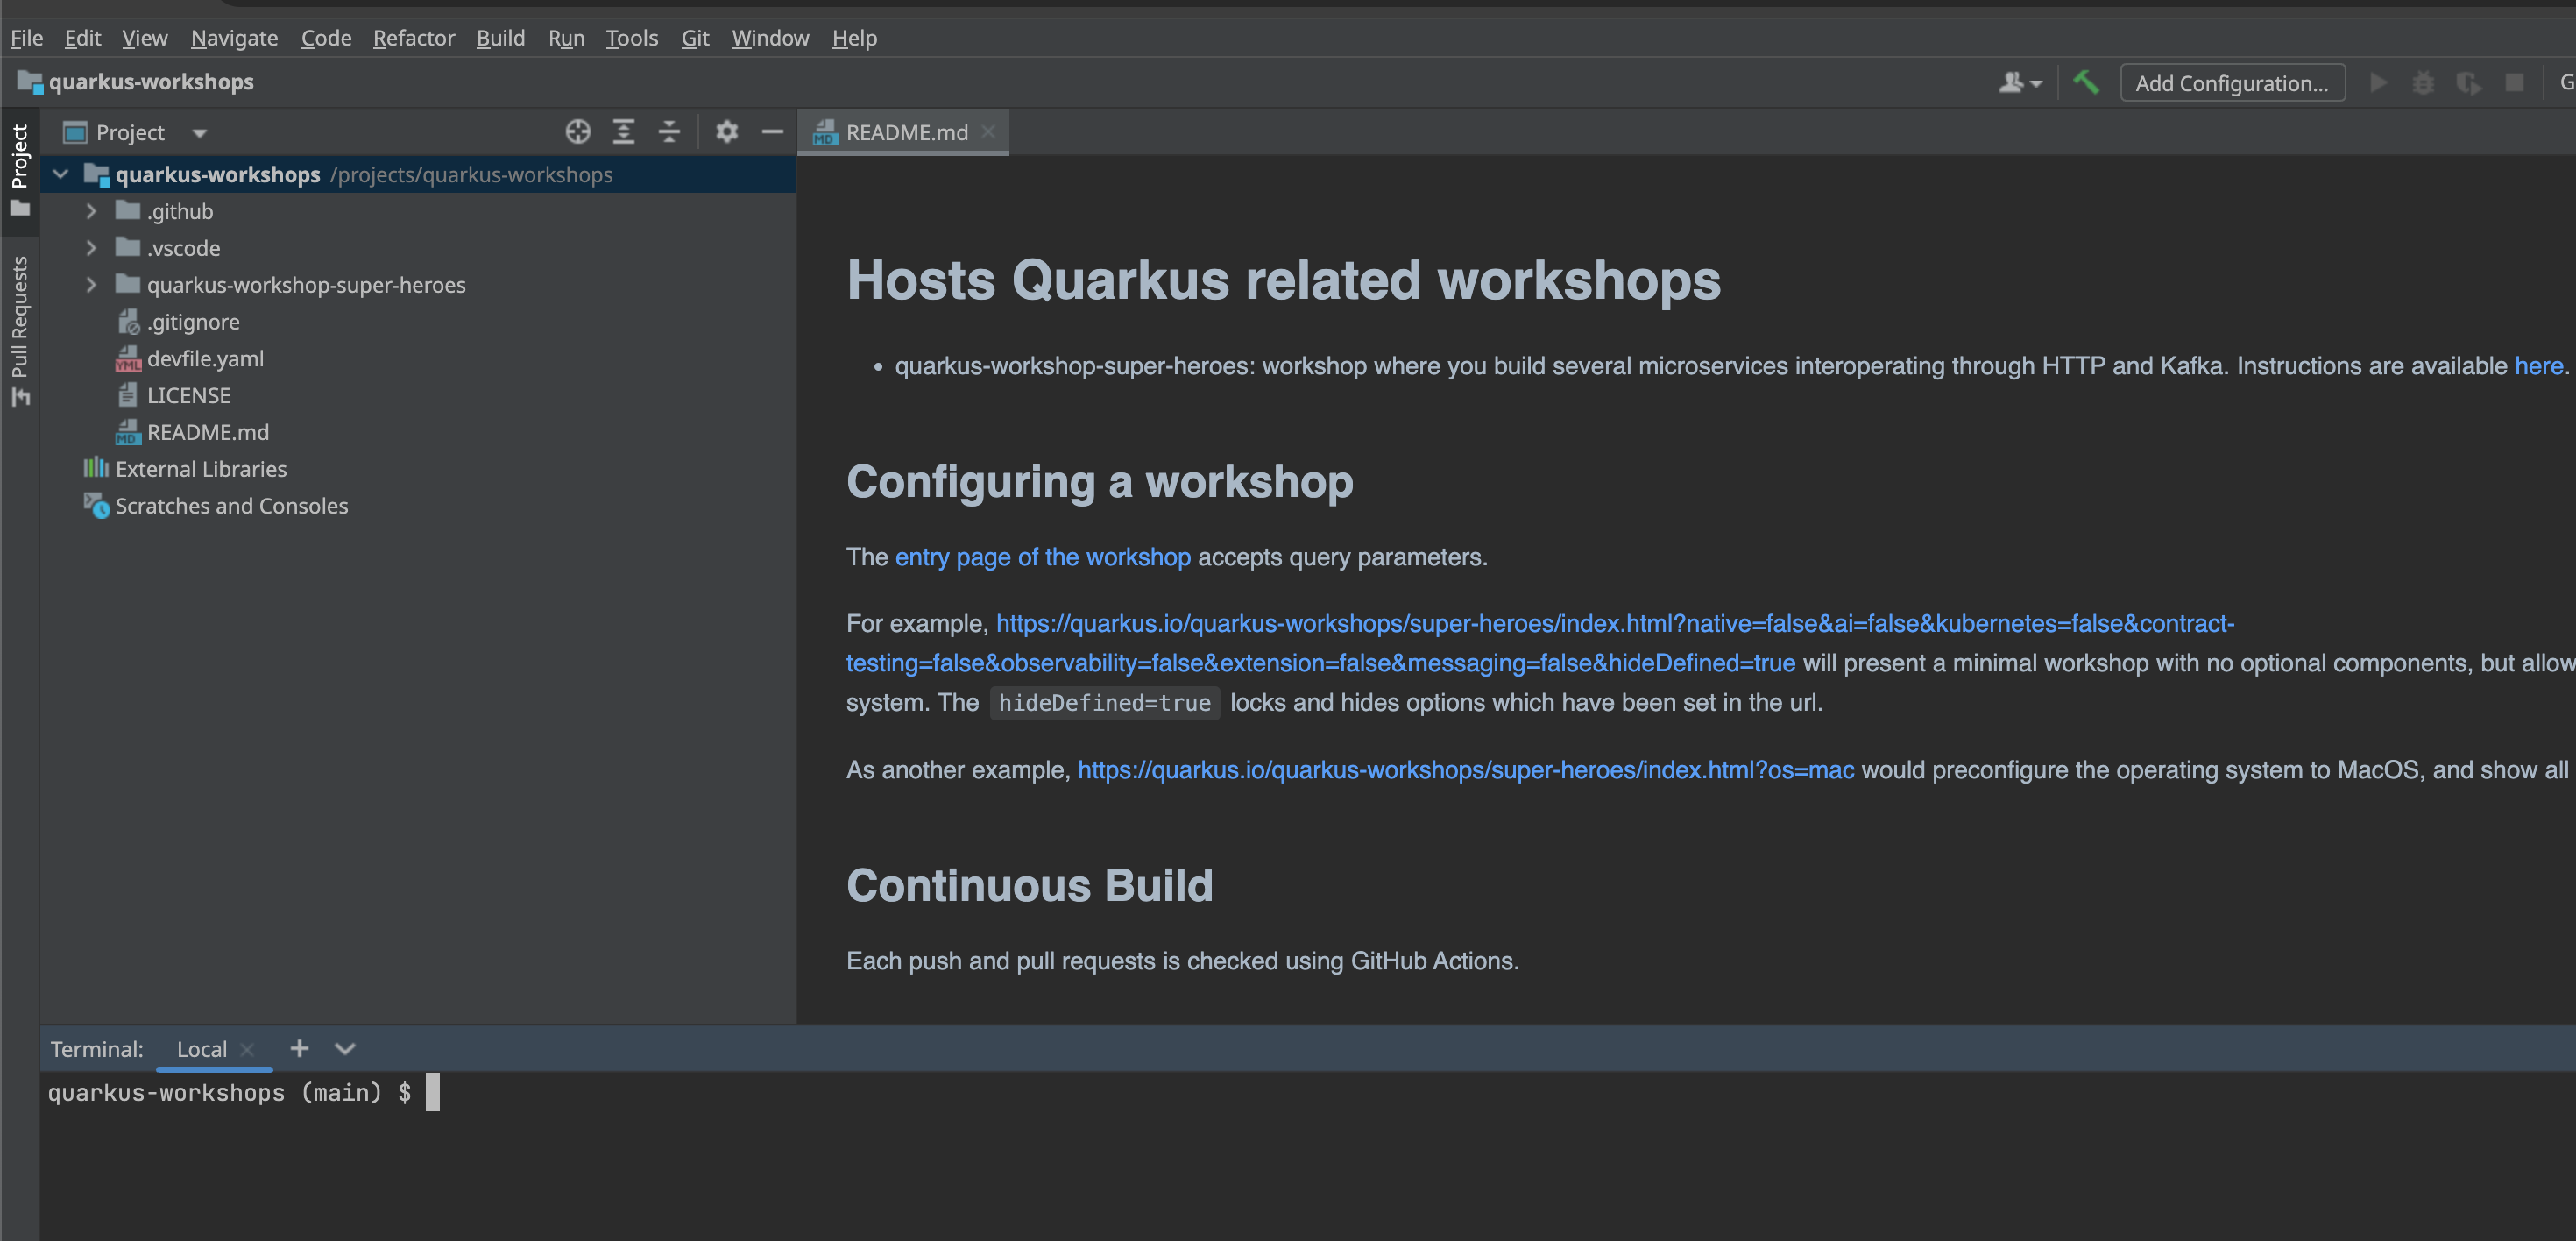 File Edit View Navigate Code Refactor Build Run Tools Git Window Help
quarkus-workshops
Add Configuration...
G
Project
Pull Requests
Project
quarkus-workshops /projects/quarkus-workshops
.github
.vscode
quarkus-workshop-super-heroes
.gitignore
YML devfile.yaml
LICENSE
MD README.md
External Libraries
Scratches and Consoles
MD README.md
Hosts Quarkus related workshops
• quarkus-workshop-super-heroes: workshop where you build several microservices interoperating through HTTP and Kafka. Instructions are available here.
Configuring a workshop
The entry page of the workshop accepts query parameters.
For example, https://quarkus.io/quarkus-workshops/super-heroes/index.html?native=false&ai=false&kubernetes=false&contract-
testing=false&observability=false&extension=false&messaging=false&hideDefined=true will present a minimal workshop with no optional components, but allow
system. The hideDefined=true locks and hides options which have been set in the url.
As another example, https://quarkus.io/quarkus-workshops/super-heroes/index.html?os=mac would preconfigure the operating system to MacOS, and show all
Continuous Build
Each push and pull requests is checked using GitHub Actions.
Terminal: Local
quarkus-workshops (main) $